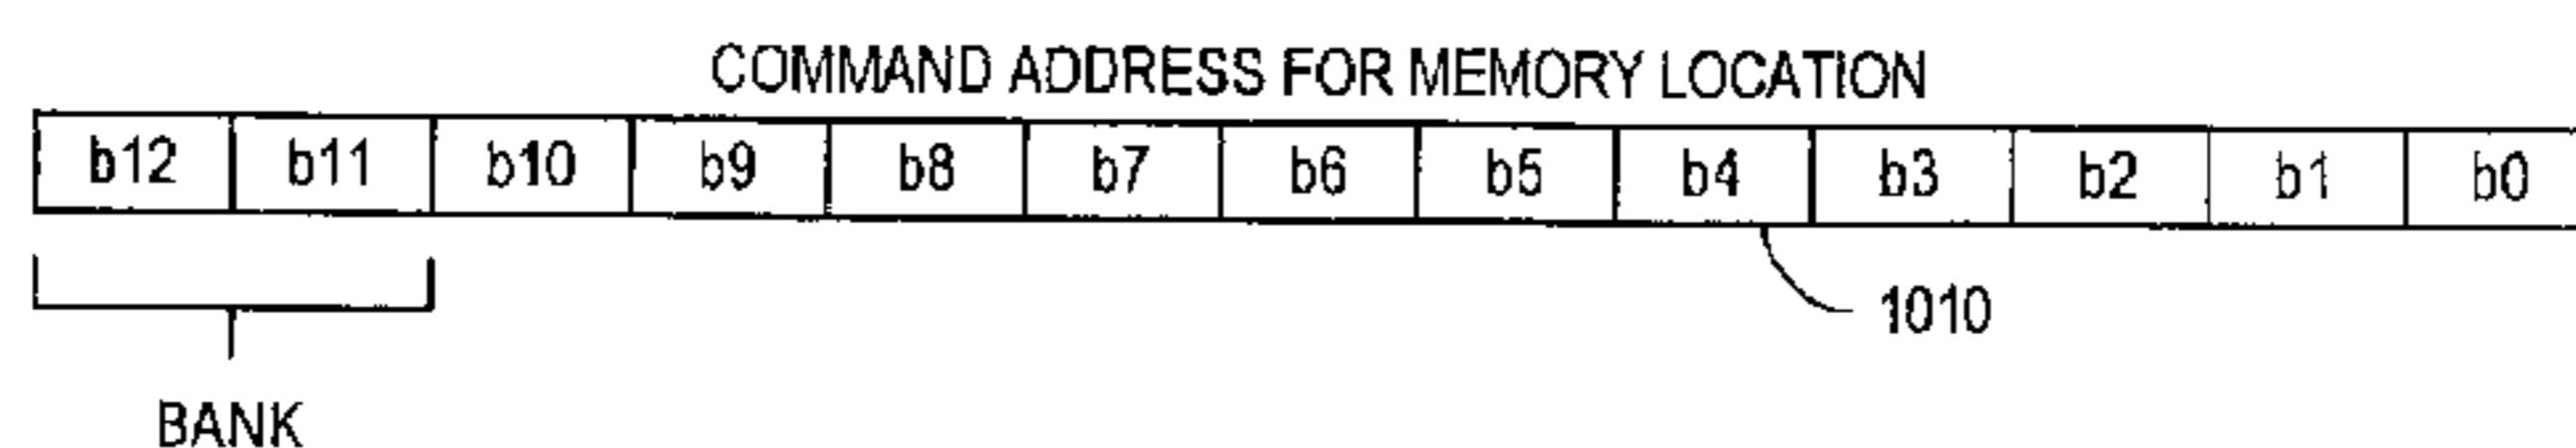 COMMAND ADDRESS FOR MEMORY LOCATION
b12 b11 b10 b9 b8 b7 b6 b5 b4 b3 b2 b1 b0
1010
BANK